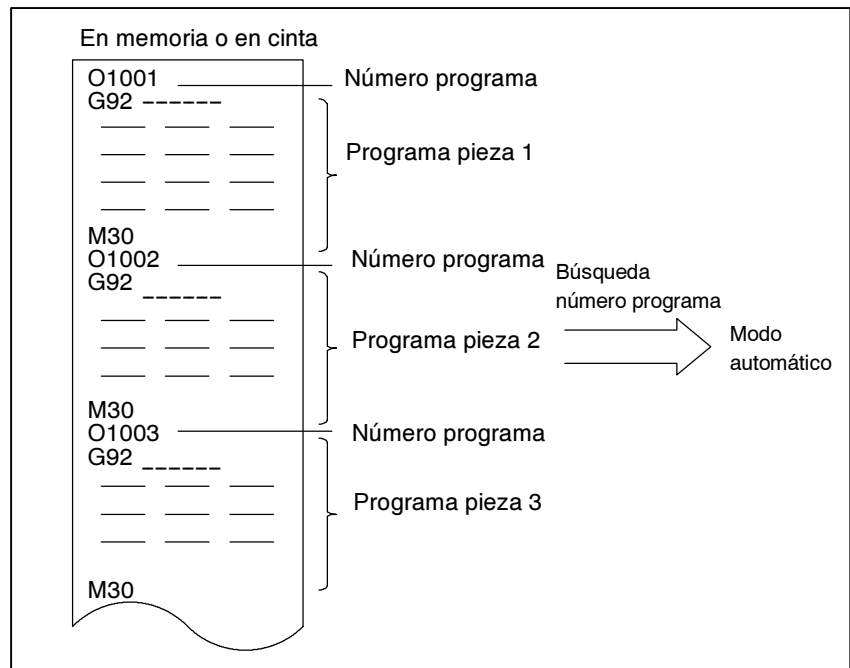 En memoria o en cinta
O1001
Número programa
G92
Programa pieza 1
M30
O1002
Número programa
G92
Programa pieza 2
Búsqueda
número programa
Modo
automático
M30
O1003
Número programa
G92
Programa pieza 3
M30